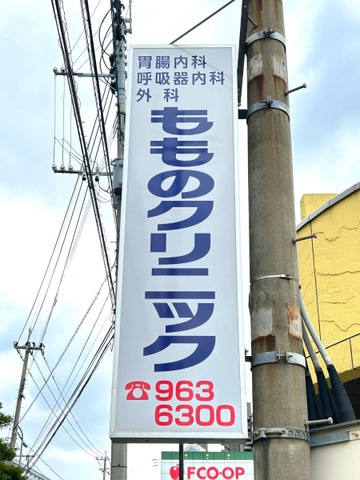 胃腸内科
呼吸器内科
外科
もものクリニック
☎963
6300
FCO-OP